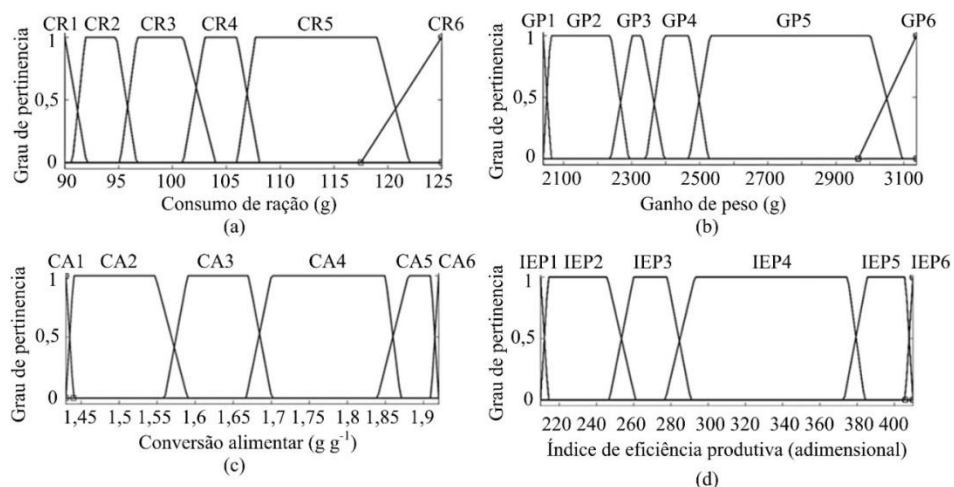 CR1 CR2 CR3 CR4 CR5 CR6
Grau de pertinencia
1
0,5
0
90 95 100 105 110 115 120 125
Consumo de ração (g)
(a)
GP1 GP2 GP3 GP4 GP5 GP6
Grau de pertinência
1
0,5
0
2100 2300 2500 2700 2900 3100
Ganho de peso (g)
(b)
CA1 CA2 CA3 CA4 CA5 CA6
Grau de pertinência
1
0,5
0
1,45 1,5 1,55 1,6 1,65 1,7 1,75 1,8 1,85 1,9
Conversão alimentar (g g⁻¹)
(c)
IEP1 IEP2 IEP3 IEP4 IEP5 IEP6
Grau de pertinência
1
0,5
0
220 240 260 280 300 320 340 360 380 400
Índice de eficiência produtiva (adimensional)
(d)